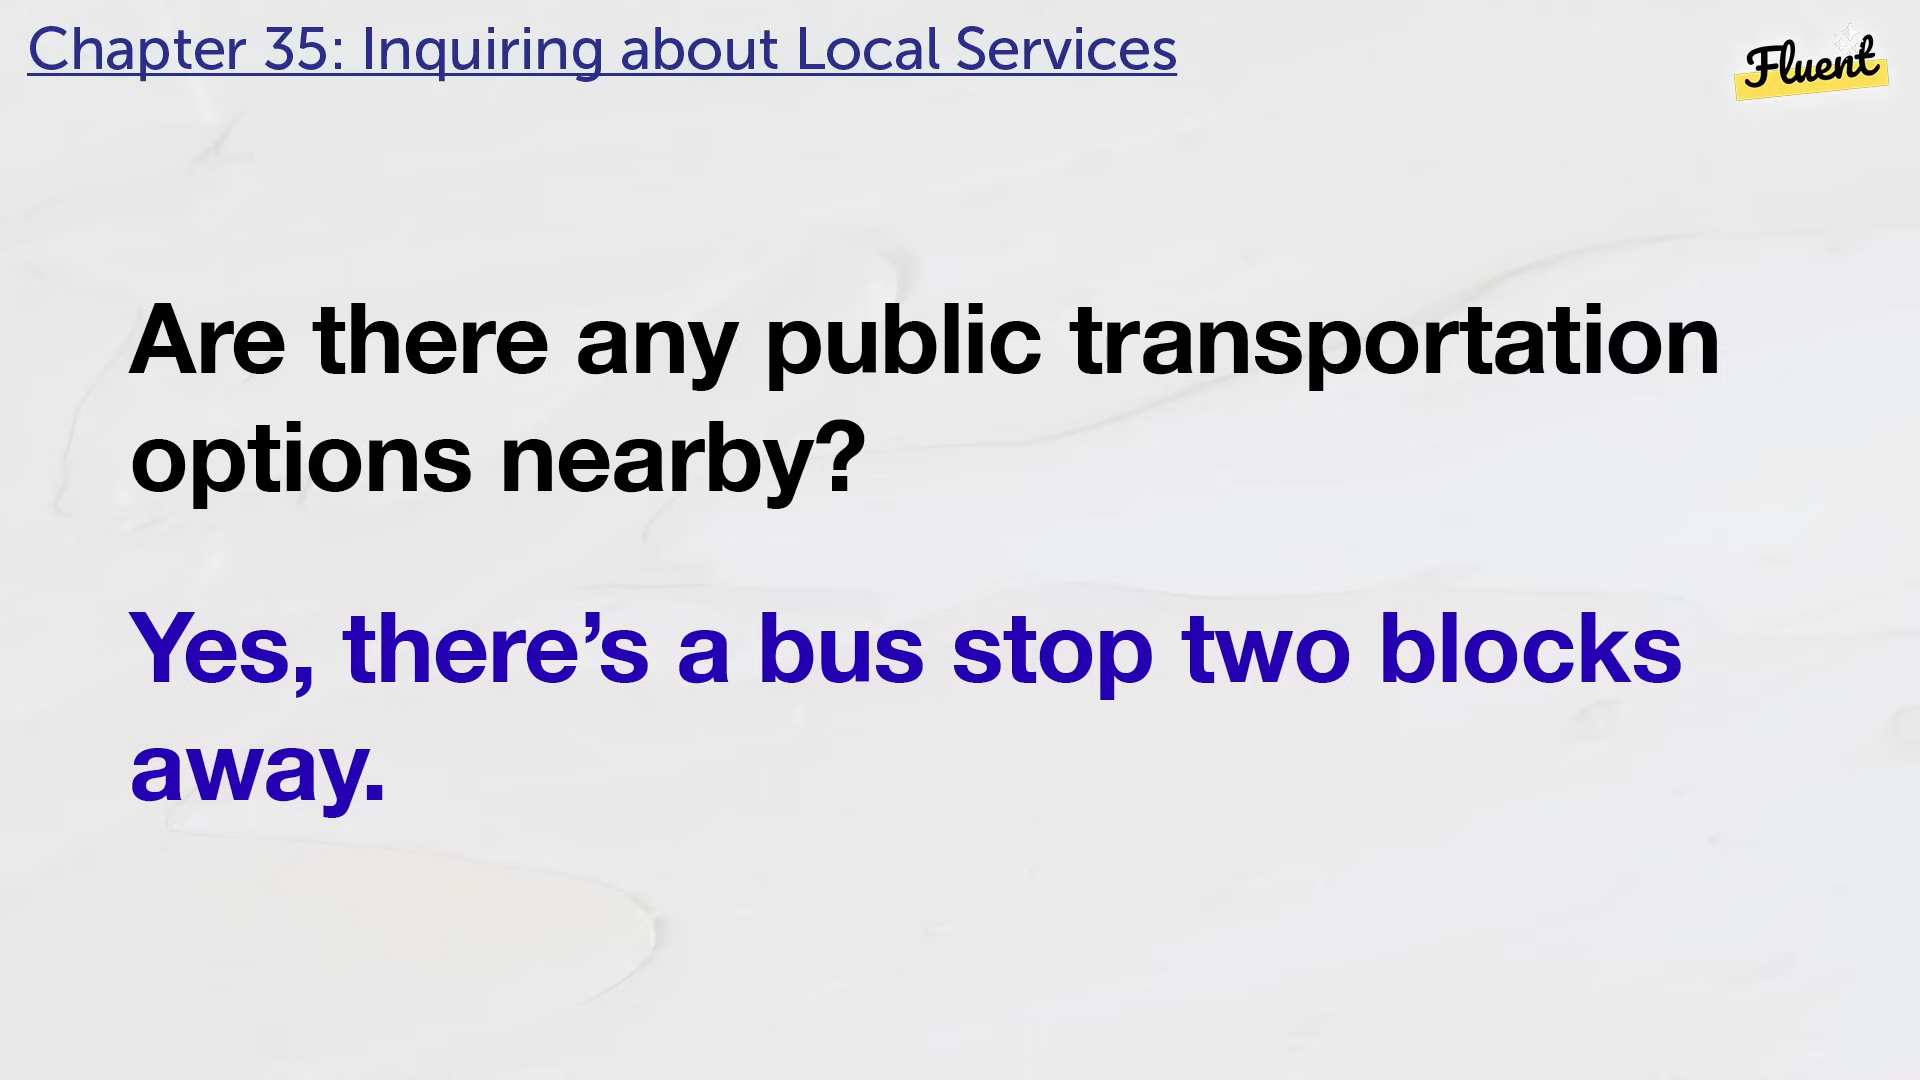 Chapter 35: Inquiring about Local Services
Fluent
Are there any public transportation
options nearby?
Yes, there’s a bus stop two blocks
away.